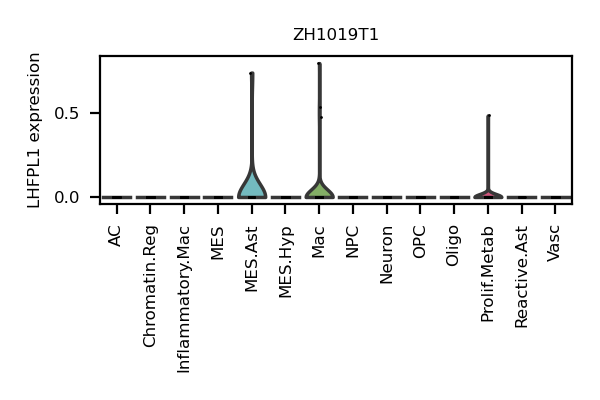 ZH1019T1
LHFPL1 expression
0.5
0.0
AC
Chromatin.Reg
Inflammatory.Mac
MES
MES.Ast
MES.Hyp
Mac
NPC
Neuron
OPC
Oligo
Prolif.Metab
Reactive.Ast
Vasc